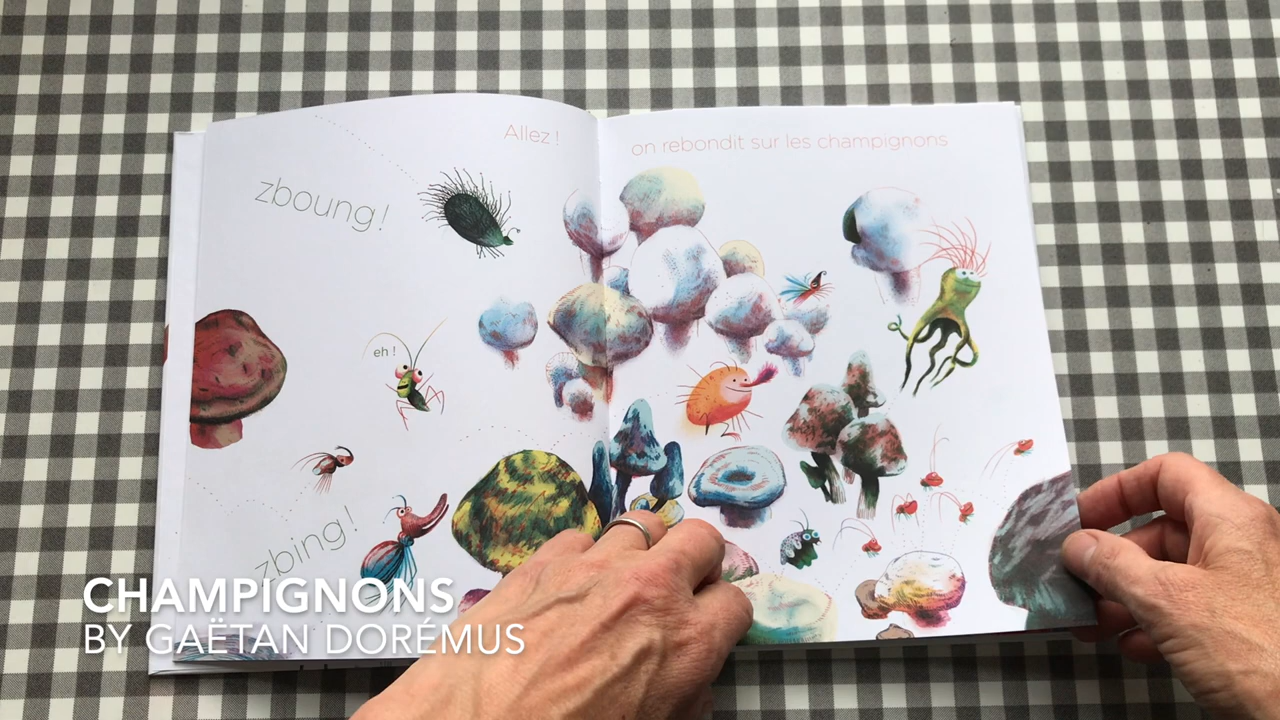 Allez !
on rebondit sur les champignons
zboung !
eh !
zbing !
CHAMPIGNONS
BY GAËTAN DORÉMUS